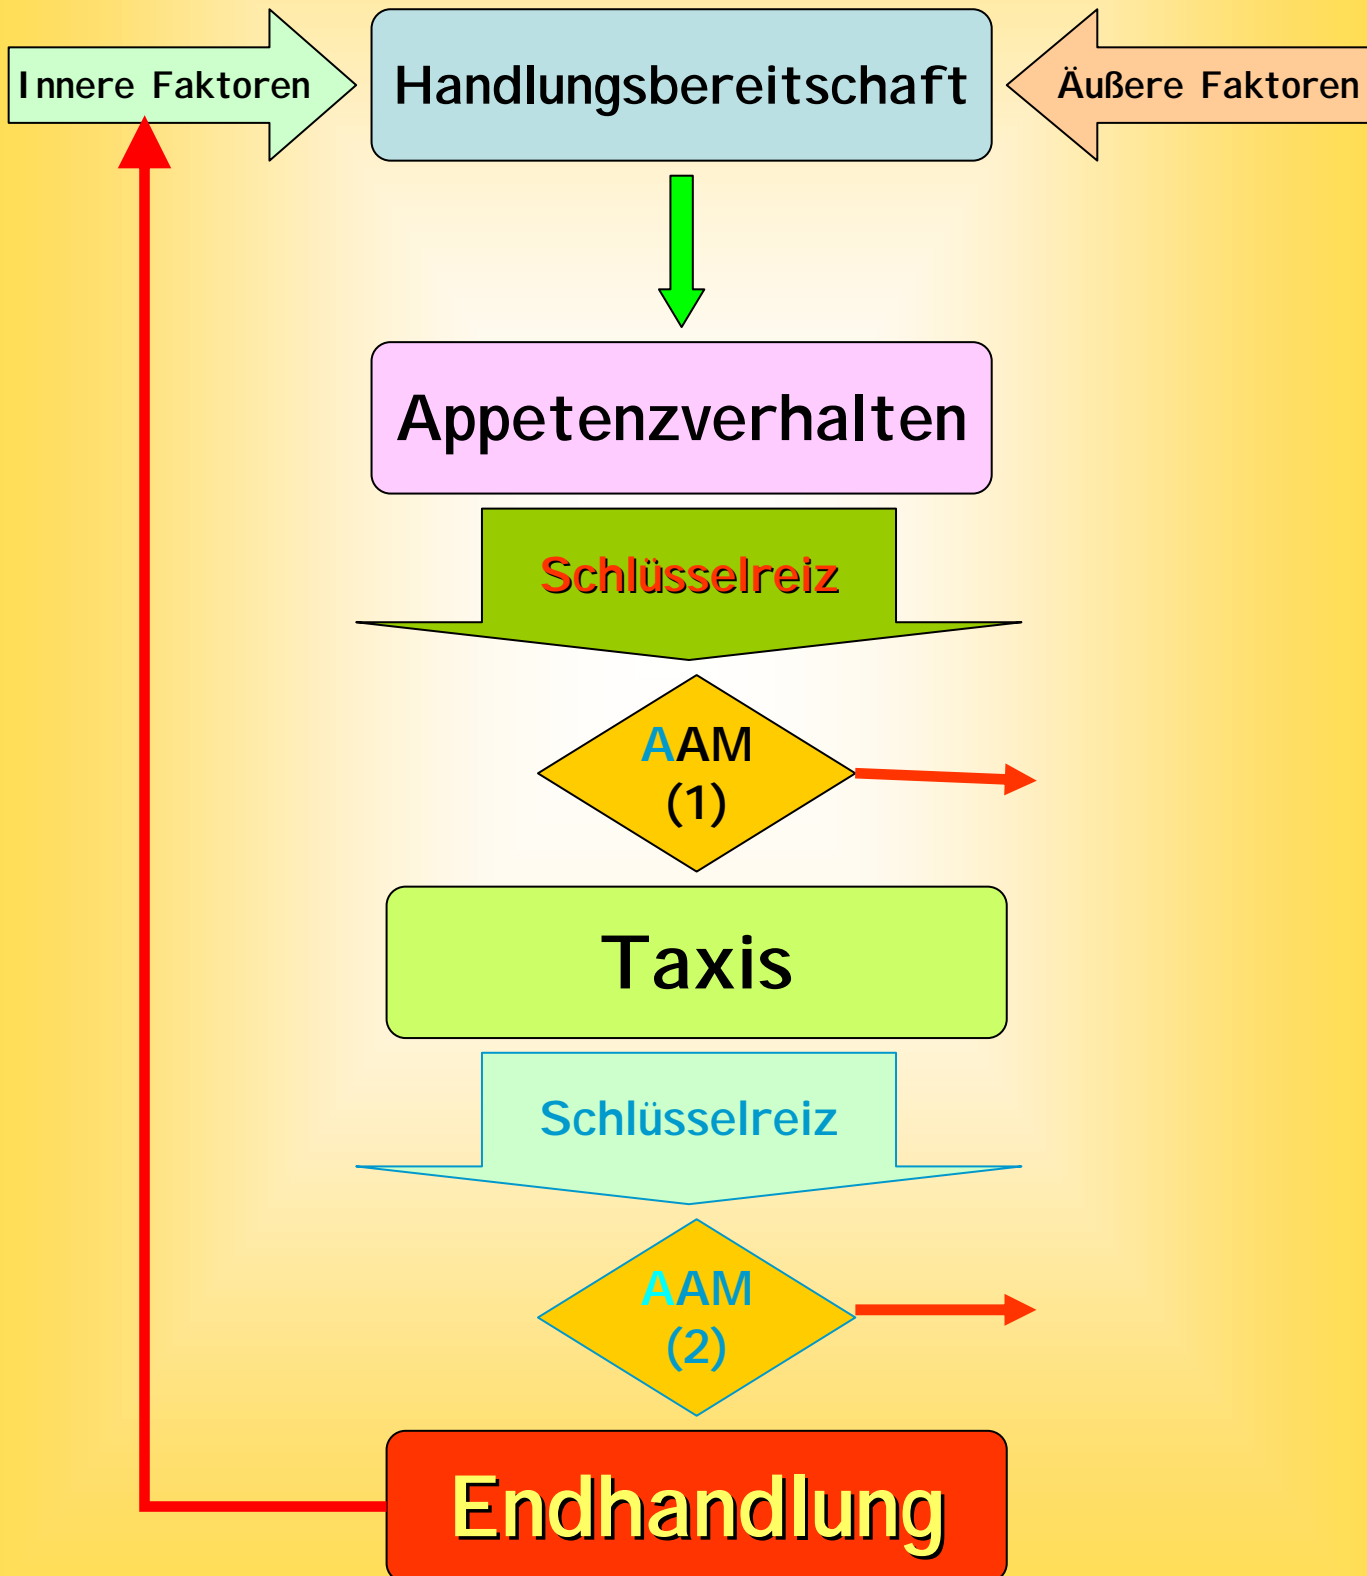 Innere Faktoren
Handlungsbereitschaft
Äußere Faktoren
Appetenzverhalten
Schlüsselreiz
AAM
(1)
Taxis
Schlüsselreiz
AAM
(2)
Endhandlung